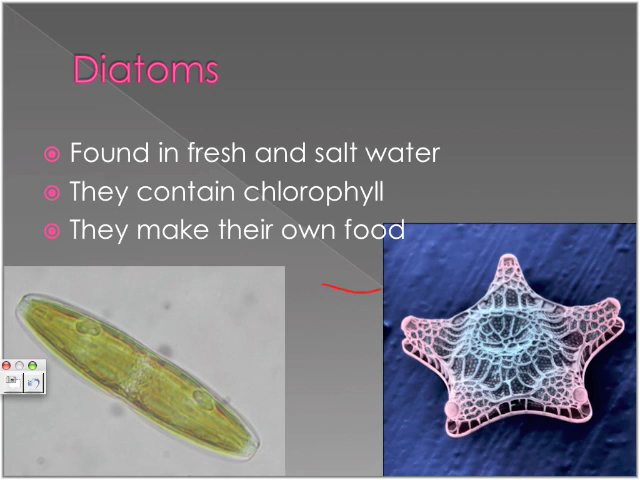 Diatoms
Found in fresh and salt water
They contain chlorophyll
They make their own food